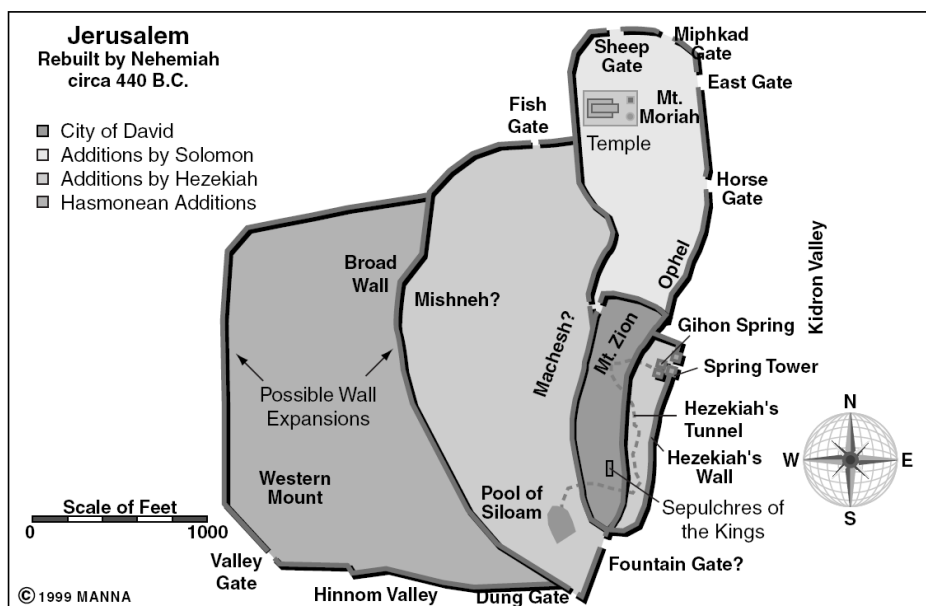 Jerusalem
Rebuilt by Nehemiah
circa 440 B.C.
City of David
Additions by Solomon
Additions by Hezekiah
Hasmonean Additions
Sheep
Gate
Miphkad
Gate
East Gate
Mt.
Moriah
Temple
Fish
Gate
Horse
Gate
Ophel
Kidron Valley
Broad
Wall
Mishneh?
Machesh?
Mt. Zion
Gihon Spring
Spring Tower
Possible Wall
Expansions
Hezekiah's
Tunnel
Hezekiah's
Wall
N
W
E
S
Western
Mount
Pool of
Siloam
Sepulchres of
the Kings
Scale of Feet
0
1000
Valley
Gate
Hinnom Valley
Dung Gate
Fountain Gate?
© 1999 MANNA